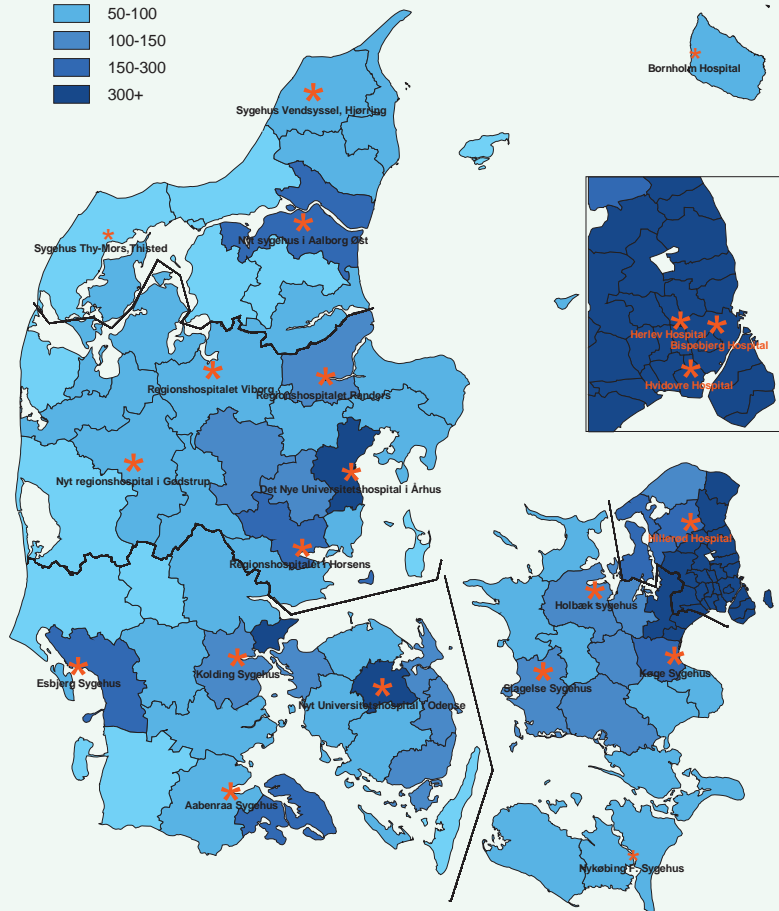 50-100
100-150
150-300
300+
Bornholm Hospital
Sygehus Vendsyssel, Hjørring
Nyt sygehus i Aalborg Øst
Sygehus Thy-Mors,Thisted
Herlev Hospital
Bispebjerg Hospital
Hvidovre Hospital
Regionshospitalet Viborg
Regionshospitalet Randers
Nyt regionshospital i Gødstrup
Det Nye Universitetshospital i Århus
Hillerød Hospital
Regionshospitalet i Horsens
Holbæk sygehus
Esbjerg Sygehus
Kolding Sygehus
Køge Sygehus
Slagelse Sygehus
Nyt Universitetshospital i Odense
Aabenraa Sygehus
Nykøbing F. Sygehus